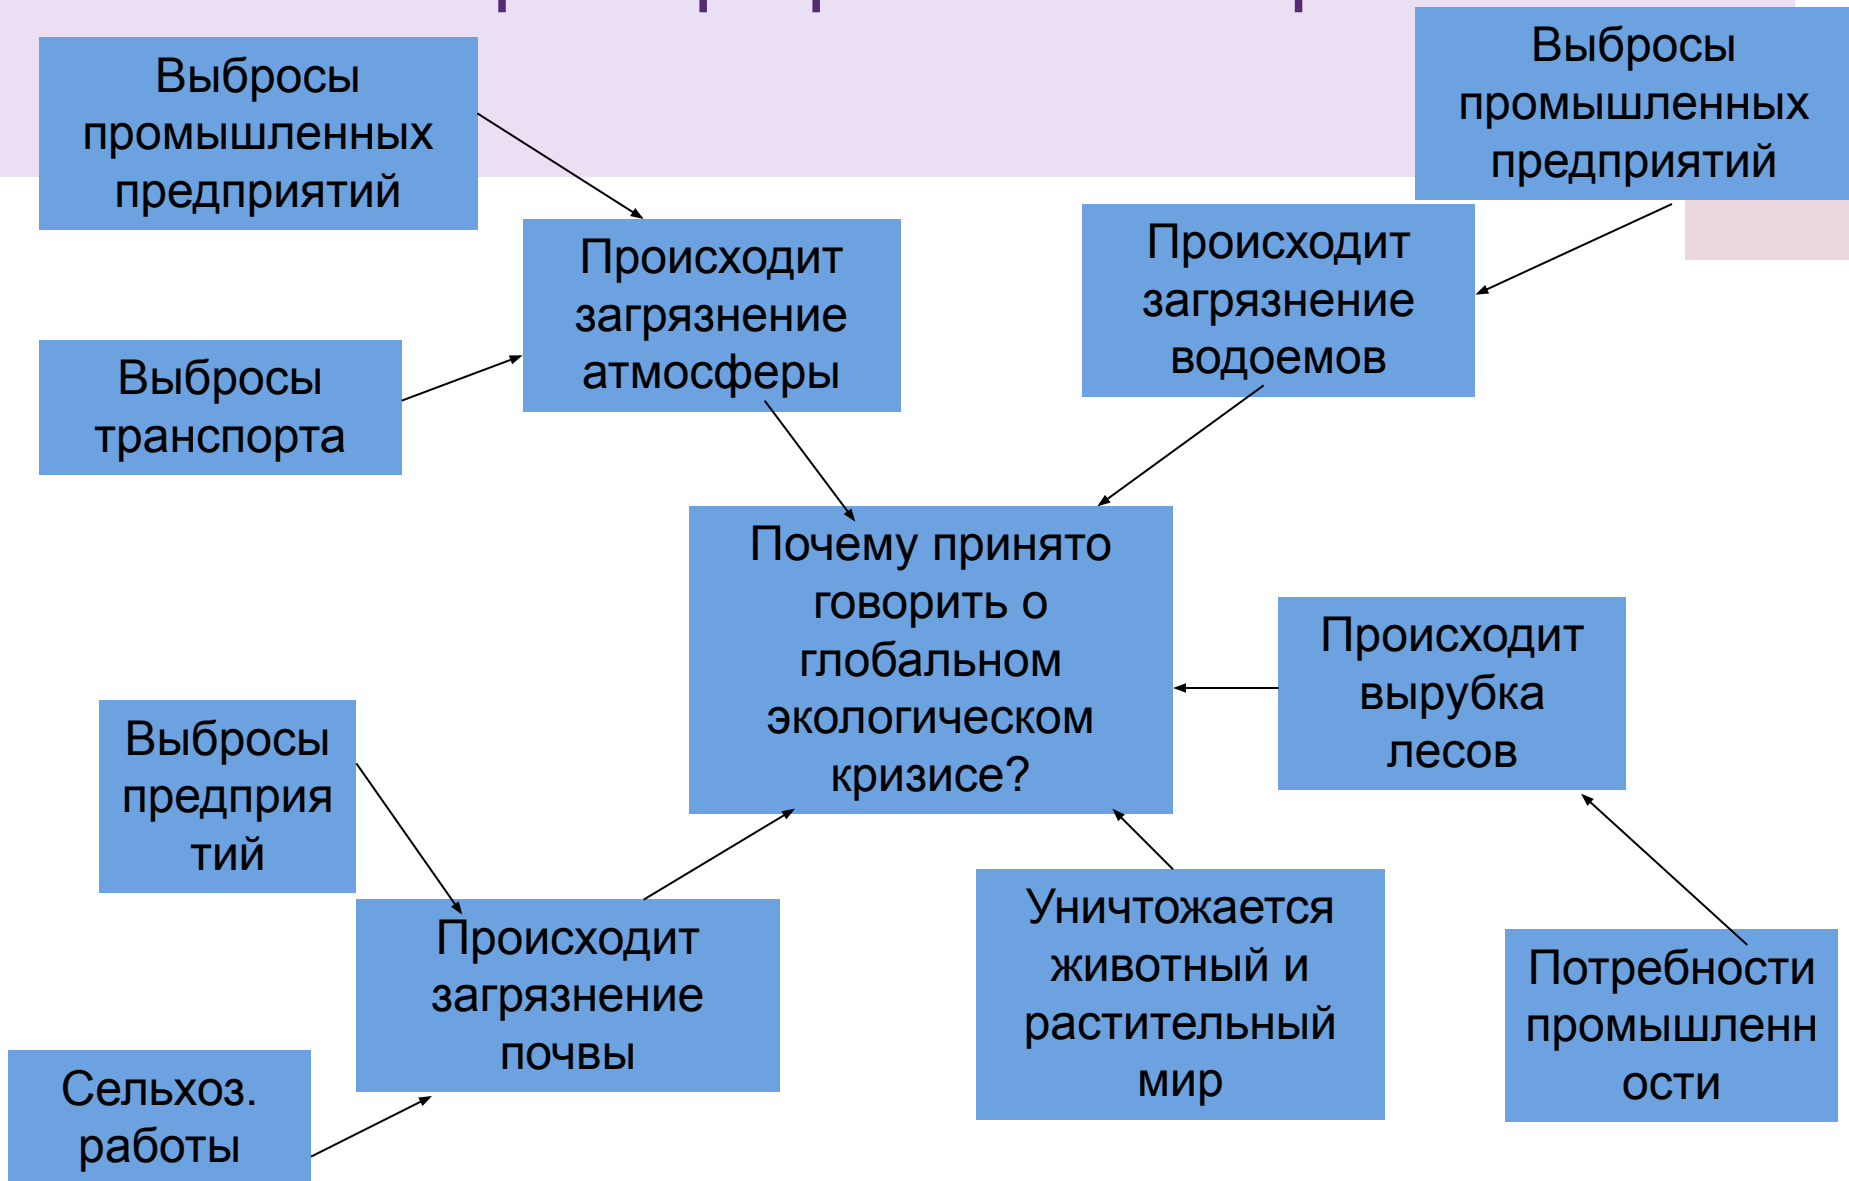 Выбросы
промышленных
предприятий
Выбросы
промышленных
предприятий
Происходит
загрязнение
атмосферы
Происходит
загрязнение
водоемов
Выбросы
транспорта
Почему принято
говорить о
глобальном
экологическом
кризисе?
Происходит
вырубка
лесов
Выбросы
предприя
тий
Происходит
загрязнение
почвы
Уничтожается
животный и
растительный
мир
Потребности
промышленн
ости
Сельхоз.
работы